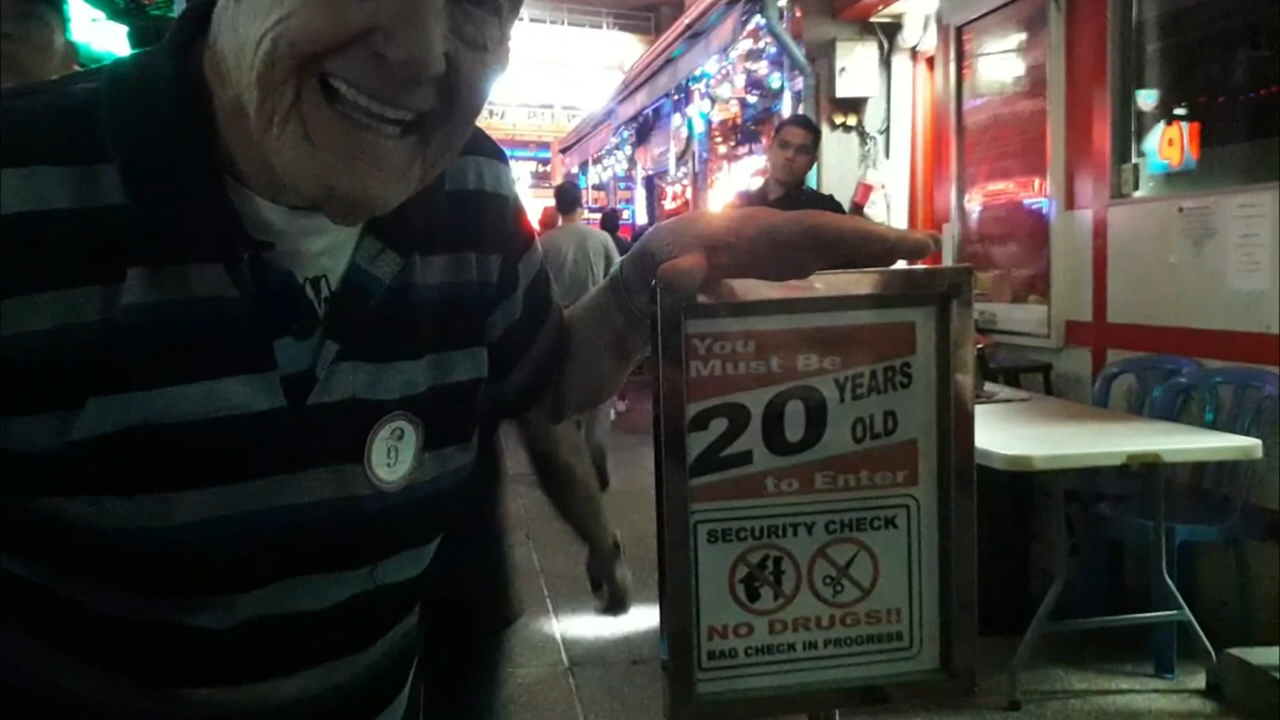 You
Must Be
20 YEARS
OLD
to Enter
SECURITY CHECK
NO DRUGS!!
BAG CHECK IN PROGRESS